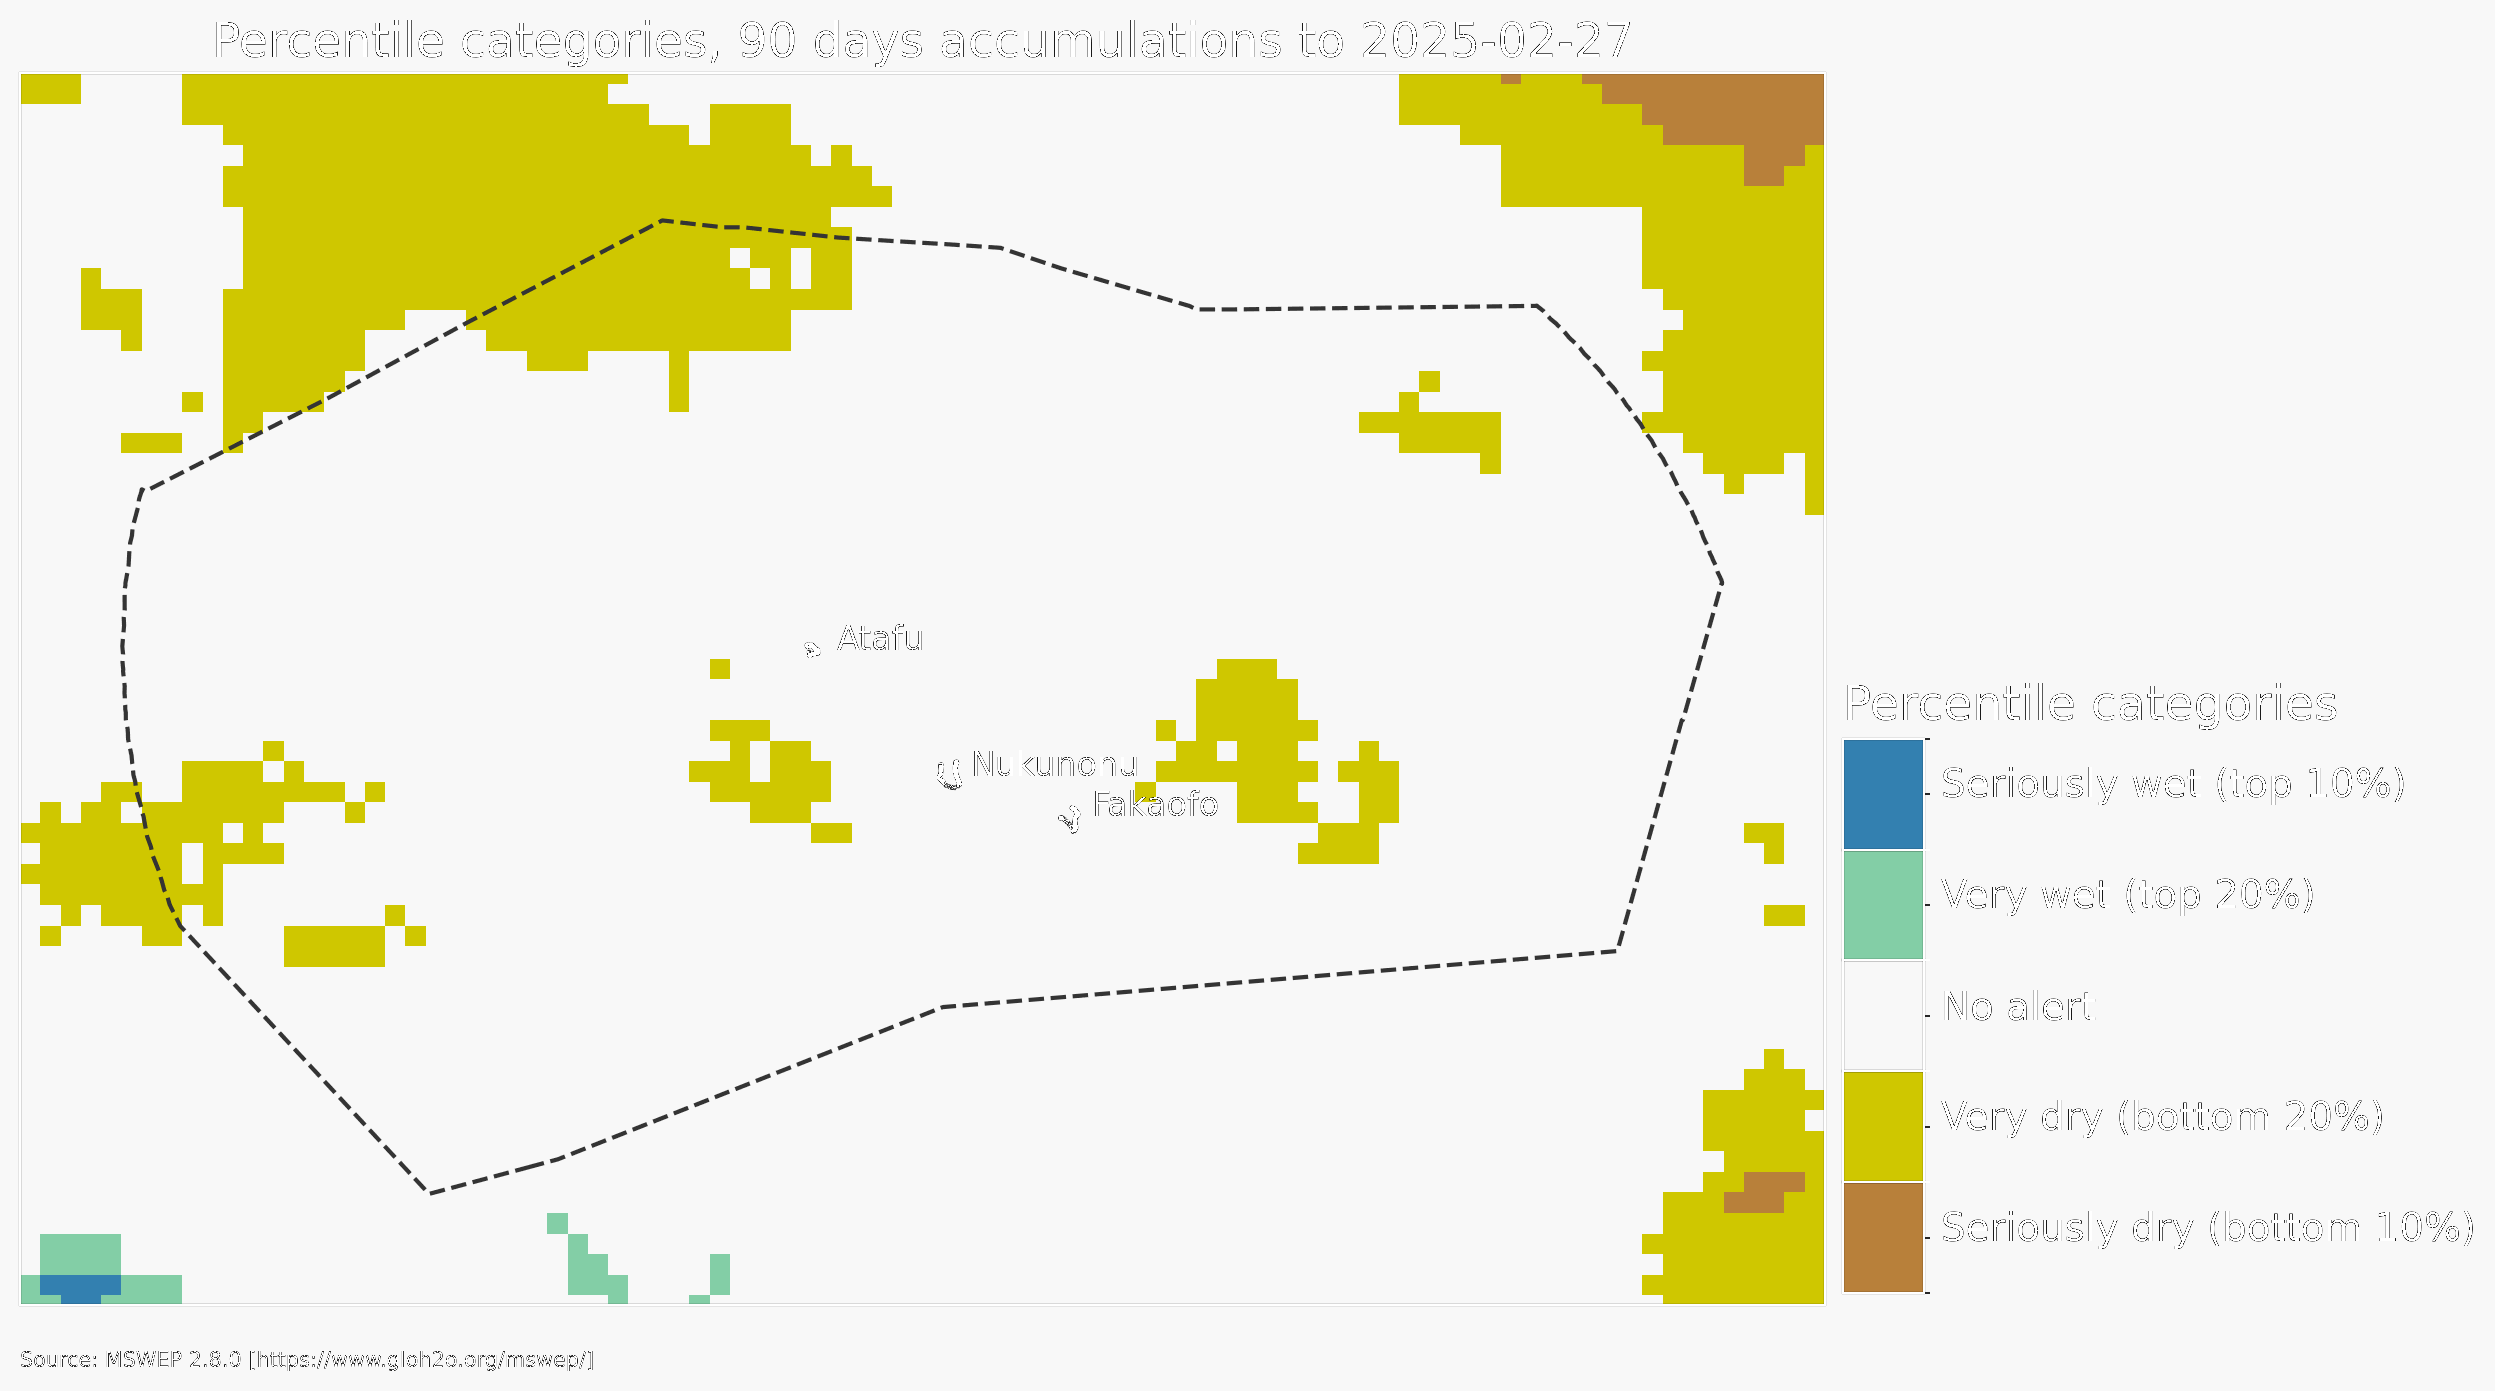 Percentile categories, 90 days accumulations to 2025-02-27
Atafu
Nukunonu
Fakaofo
Percentile categories
Seriously wet (top 10%)
Very wet (top 20%)
No alert
Very dry (bottom 20%)
Seriously dry (bottom 10%)
Source: MSWEP 2.8.0 [https://www.gloh2o.org/mswep/]